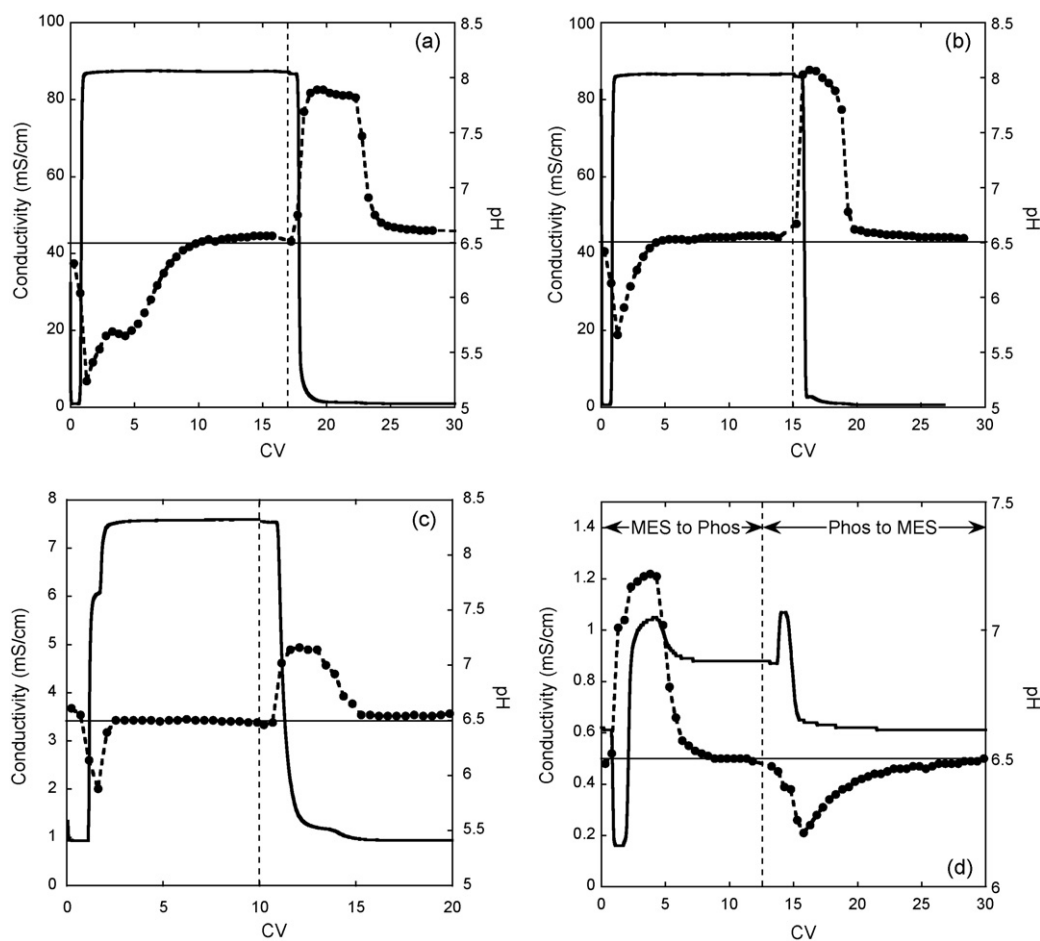 (a)
100
80
60
40
20
0
Conductivity (mS/cm)
8.5
8
7.5
7
6.5
6
5.5
5
pH
0 5 10 15 20 25 30
CV
(b)
100
80
60
40
20
0
Conductivity (mS/cm)
8.5
8
7.5
7
6.5
6
5.5
5
pH
0 5 10 15 20 25 30
CV
(c)
8
7
6
5
4
3
2
1
0
Conductivity (mS/cm)
8.5
8
7.5
7
6.5
6
5.5
5
pH
0 5 10 15 20
CV
MES to Phos
Phos to MES
1.4
1.2
1
0.8
0.6
0.4
0.2
0
Conductivity (mS/cm)
7.5
7
6.5
6
pH
(d)
0 5 10 15 20 25 30
CV